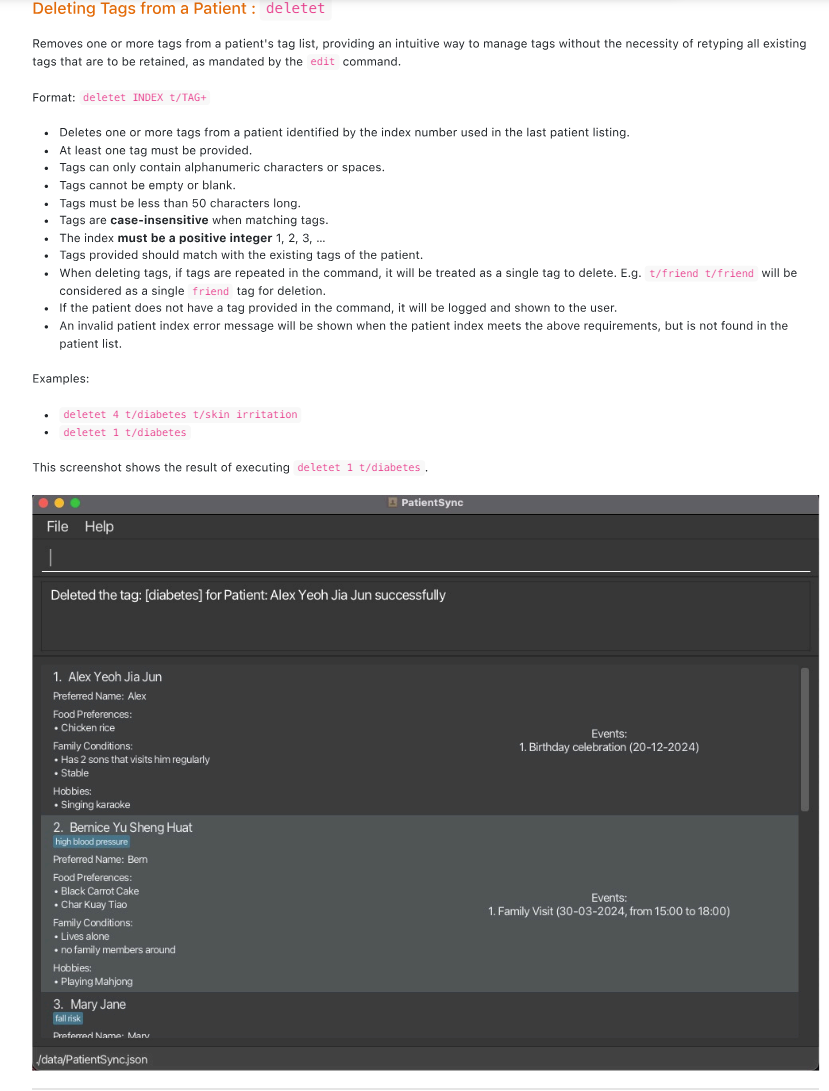 Deleting Tags from a Patient : deletet
Removes one or more tags from a patient's tag list, providing an intuitive way to manage tags without the necessity of retyping all existing
tags that are to be retained, as mandated by the edit command.
Format: deletet INDEX t/TAG+
• Deletes one or more tags from a patient identified by the index number used in the last patient listing.
• At least one tag must be provided.
• Tags can only contain alphanumeric characters or spaces.
• Tags cannot be empty or blank.
• Tags must be less than 50 characters long.
• Tags are case-insensitive when matching tags.
• The index must be a positive integer 1, 2, 3, …
• Tags provided should match with the existing tags of the patient.
• When deleting tags, if tags are repeated in the command, it will be treated as a single tag to delete. E.g. t/friend t/friend will be
considered as a single friend tag for deletion.
• If the patient does not have a tag provided in the command, it will be logged and shown to the user.
• An invalid patient index error message will be shown when the patient index meets the above requirements, but is not found in the
patient list.
Examples:
• deletet 4 t/diabetes t/skin irritation
• deletet 1 t/diabetes
This screenshot shows the result of executing deletet 1 t/diabetes .
PatientSync
File Help
Deleted the tag: [diabetes] for Patient: Alex Yeoh Jia Jun successfully
1. Alex Yeoh Jia Jun
Preferred Name: Alex
Food Preferences:
• Chicken rice
Family Conditions:
• Has 2 sons that visits him regularly
• Stable
Hobbies:
• Singing karaoke
Events:
1. Birthday celebration (20-12-2024)
2. Bernice Yu Sheng Huat
high blood pressure
Preferred Name: Bern
Food Preferences:
• Black Carrot Cake
• Char Kuay Tiao
Family Conditions:
• Lives alone
• no family members around
Hobbies:
• Playing Mahjong
Events:
1. Family Visit (30-03-2024, from 15:00 to 18:00)
3. Mary Jane
fall risk
Preferred Name: Mary
./data/PatientSync.json